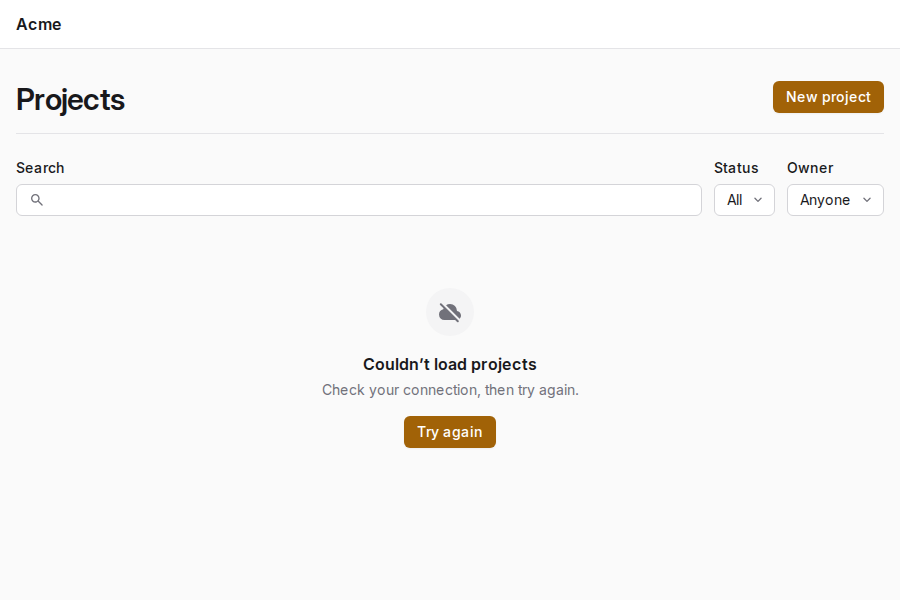 Acme
Projects
New project
Search
Status
Owner
All
Anyone
Couldn’t load projects
Check your connection, then try again.
Try again